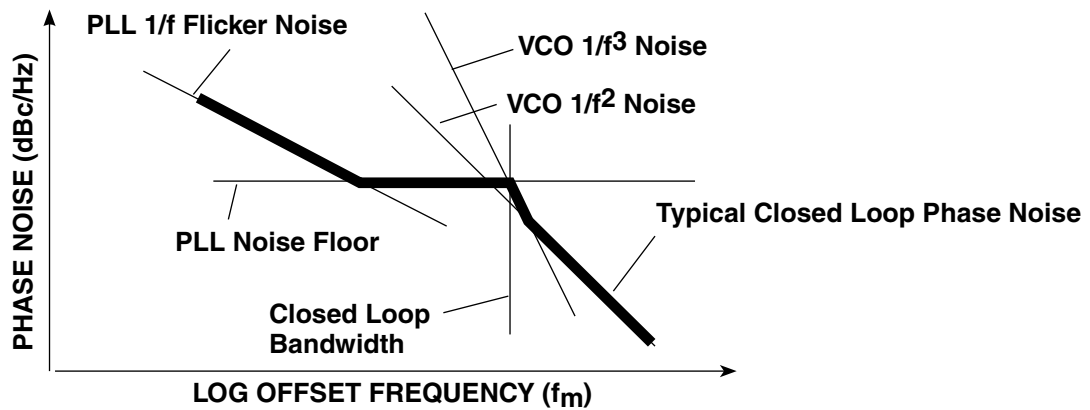 PLL 1/f Flicker Noise
VCO 1/f³ Noise
VCO 1/f² Noise
PHASE NOISE (dBc/Hz)
Typical Closed Loop Phase Noise
PLL Noise Floor
Closed Loop
Bandwidth
LOG OFFSET FREQUENCY (fm)